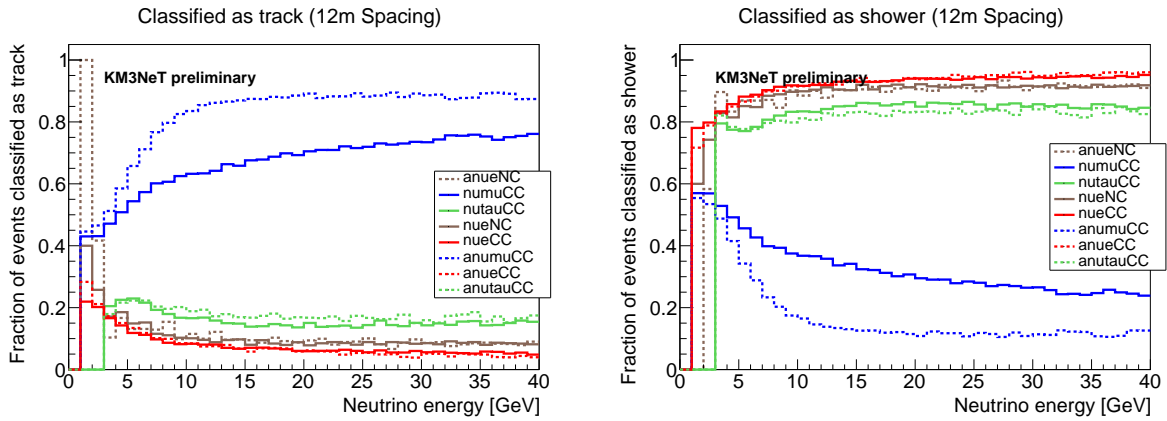 Classified as track (12m Spacing)
Fraction of events classified as track
1
0.8
0.6
0.4
0.2
0
KM3NeT preliminary
anueNC
numuCC
nutauCC
nueNC
nueCC
anumuCC
anueCC
anutauCC
0 5 10 15 20 25 30 35 40
Neutrino energy [GeV]
Classified as shower (12m Spacing)
Fraction of events classified as shower
1
0.8
0.6
0.4
0.2
0
KM3NeT preliminary
anueNC
numuCC
nutauCC
nueNC
nueCC
anumuCC
anueCC
anutauCC
0 5 10 15 20 25 30 35 40
Neutrino energy [GeV]